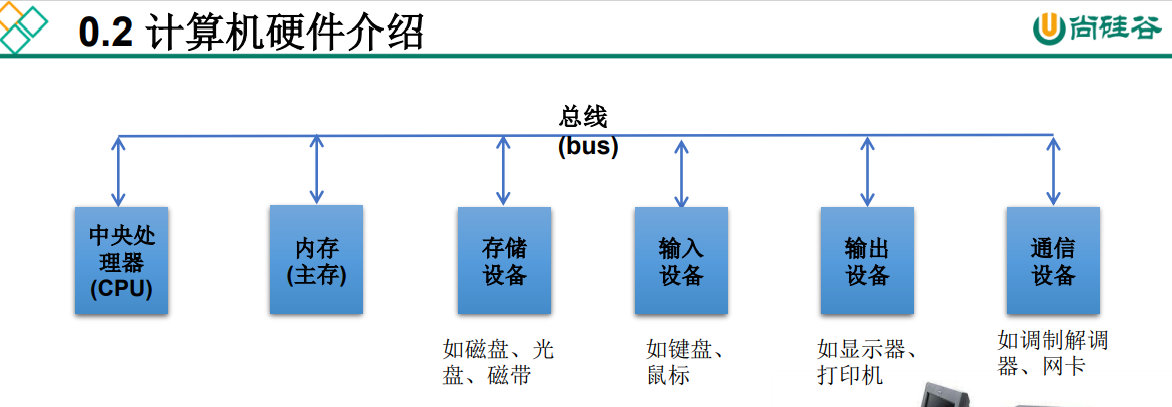 0.2 计算机硬件介绍
尚硅谷
总线
(bus)
中央处
理器
(CPU)
内存
(主存)
存储
设备
输入
设备
输出
设备
通信
设备
如磁盘、光
盘、磁带
如键盘、
鼠标
如显示器、
打印机
如调制解调
器、网卡